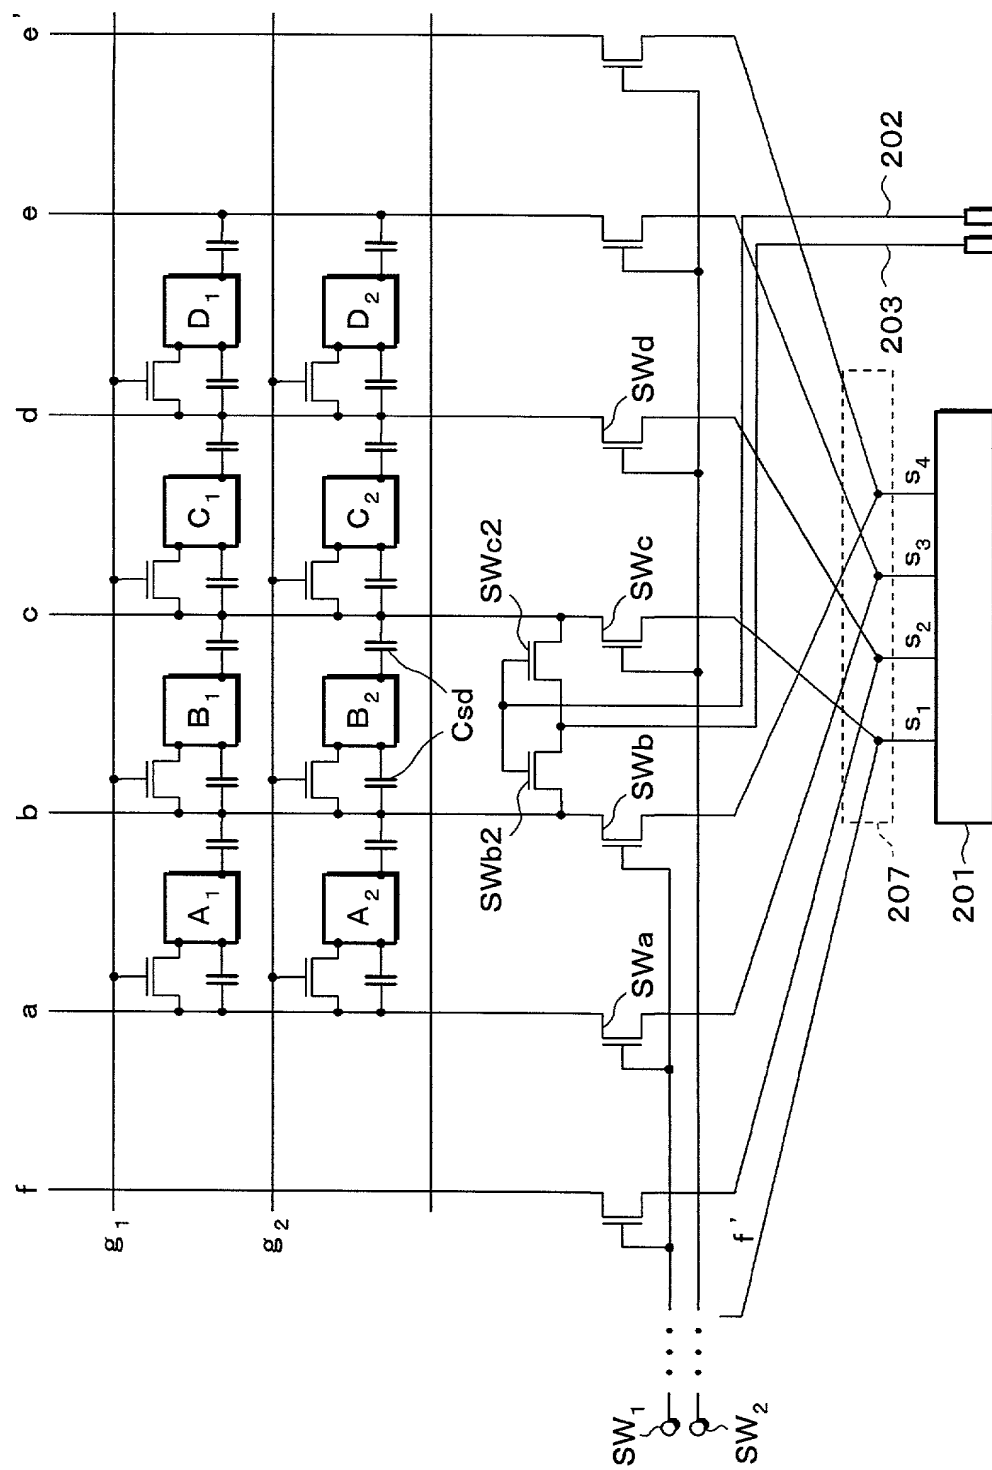 f a b c d e e'
g₁
A₁ B₁ C₁ D₁
g₂
A₂ B₂ C₂ D₂
Csd
SWb2 SWc2
SW₁
SWa SWb SWc SWd
SW₂
f'
207
203 202
s₁ s₂ s₃ s₄
201